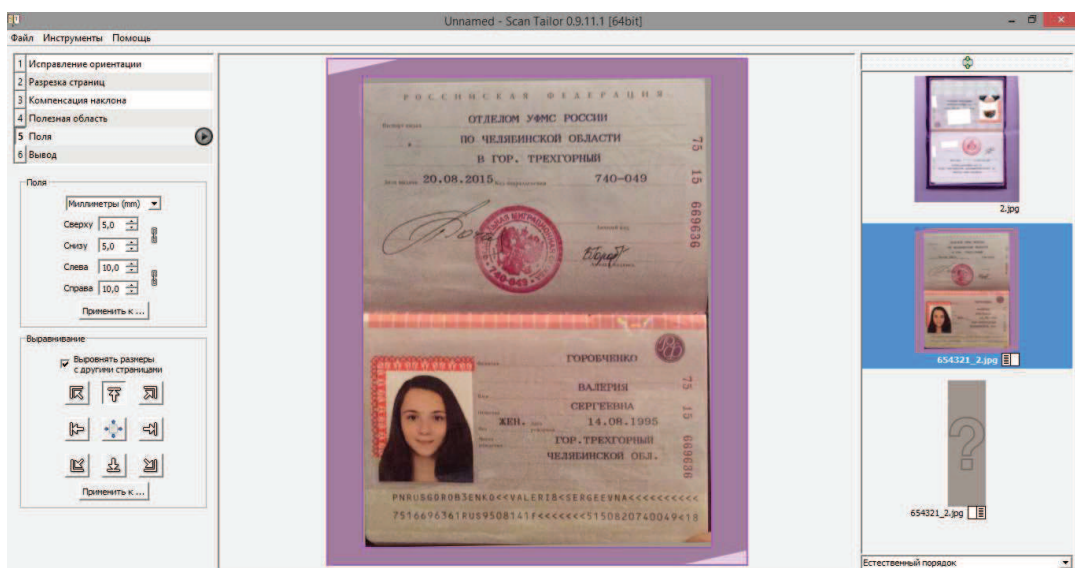 Unnamed - Scan Tailor 0.9.11.1 [64bit]
Файл Инструменты Помощь
1 Исправление ориентации
2 Разрезка страниц
3 Компенсация наклона
4 Полезная область
5 Поля
6 Вывод
Поля
Миллиметры (mm)
Сверху 5,0
Снизу 5,0
Слева 10,0
Справа 10,0
Применить к ...
Выравнивание
Выровнять размеры
с другими страницами
Применить к ...
РОССИЙСКАЯ ФЕДЕРАЦИЯ
ОТДЕЛОМ УФМС РОССИИ
ПО ЧЕЛЯБИНСКОЙ ОБЛАСТИ
В ГОР. ТРЕХГОРНЫЙ
20.08.2015 740-049
75 15 669636
ГОРОБЧЕНКО
ВАЛЕРИЯ
СЕРГЕЕВНА
ЖЕН. 14.08.1995
ГОР.ТРЕХГОРНЫЙ
ЧЕЛЯБИНСКОЙ ОБЛ.
75 15 669636
PNRUSGOROB3ENKO<<VALERI8<SERGEEVNA<<<<<<<<<<
7516696361RUS9508141F<<<<<<<5150820740049<18
2.jpg
654321_2.jpg
654321_2.jpg
Естественный порядок